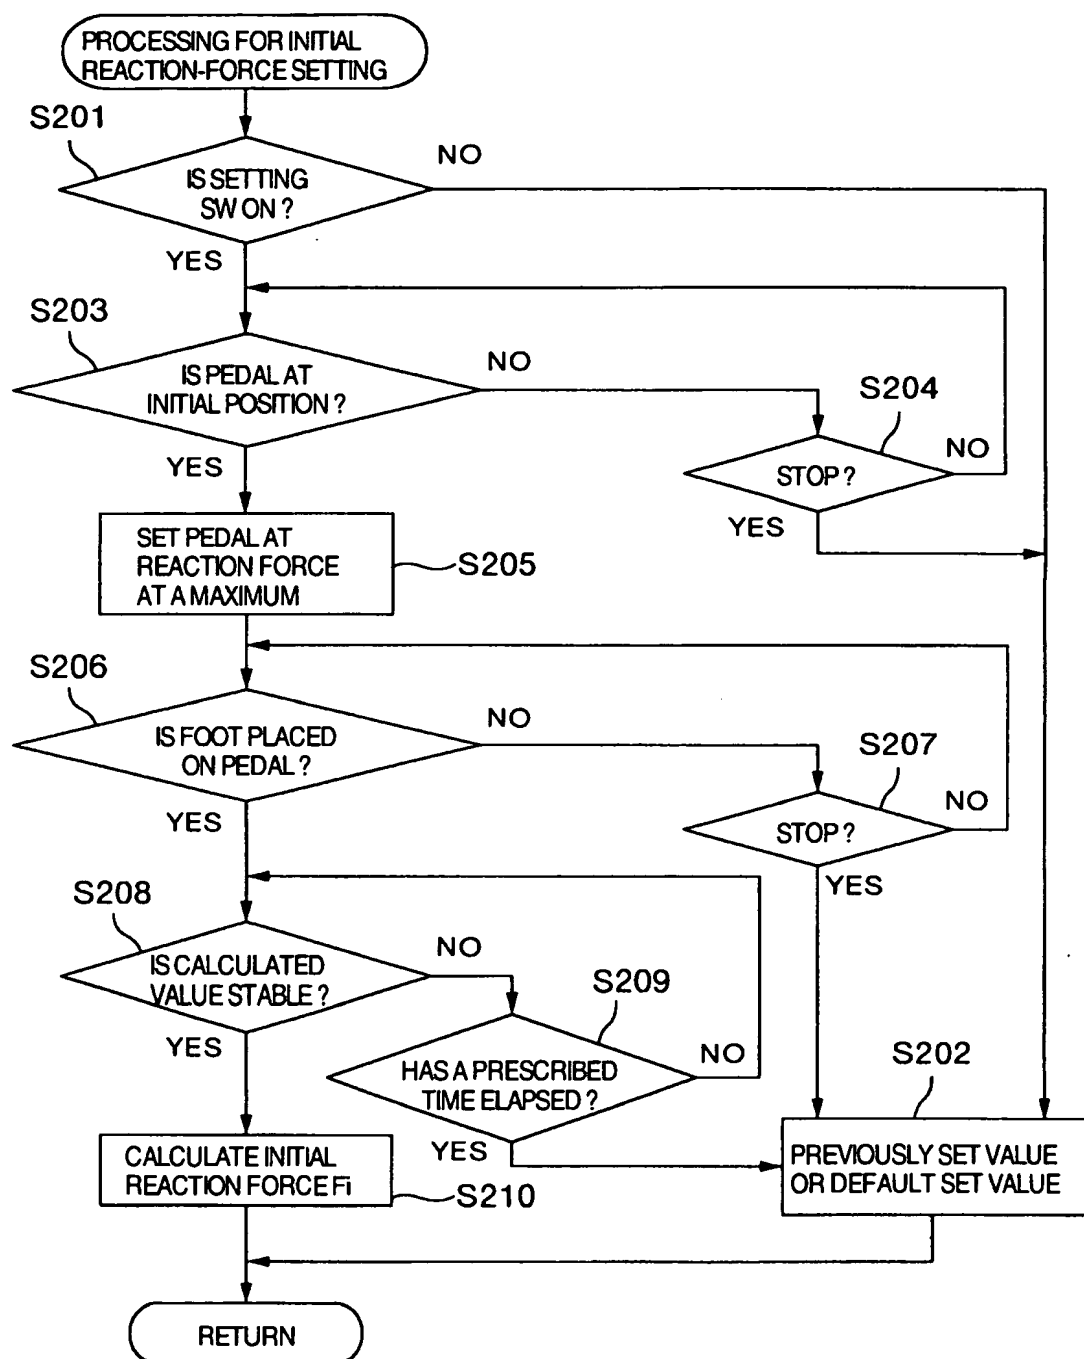 PROCESSING FOR INITIAL
REACTION-FORCE SETTING
S201
NO
IS SETTING
SW ON ?
YES
S203
NO
IS PEDAL AT
INITIAL POSITION ?
S204
NO
STOP ?
YES
YES
SET PEDAL AT
REACTION FORCE
AT A MAXIMUM
S205
S206
NO
IS FOOT PLACED
ON PEDAL ?
S207
NO
STOP ?
YES
YES
S208
NO
IS CALCULATED
VALUE STABLE ?
S209
YES
NO
HAS A PRESCRIBED
TIME ELAPSED ?
S202
YES
CALCULATE INITIAL
REACTION FORCE Fi
S210
PREVIOUSLY SET VALUE
OR DEFAULT SET VALUE
RETURN